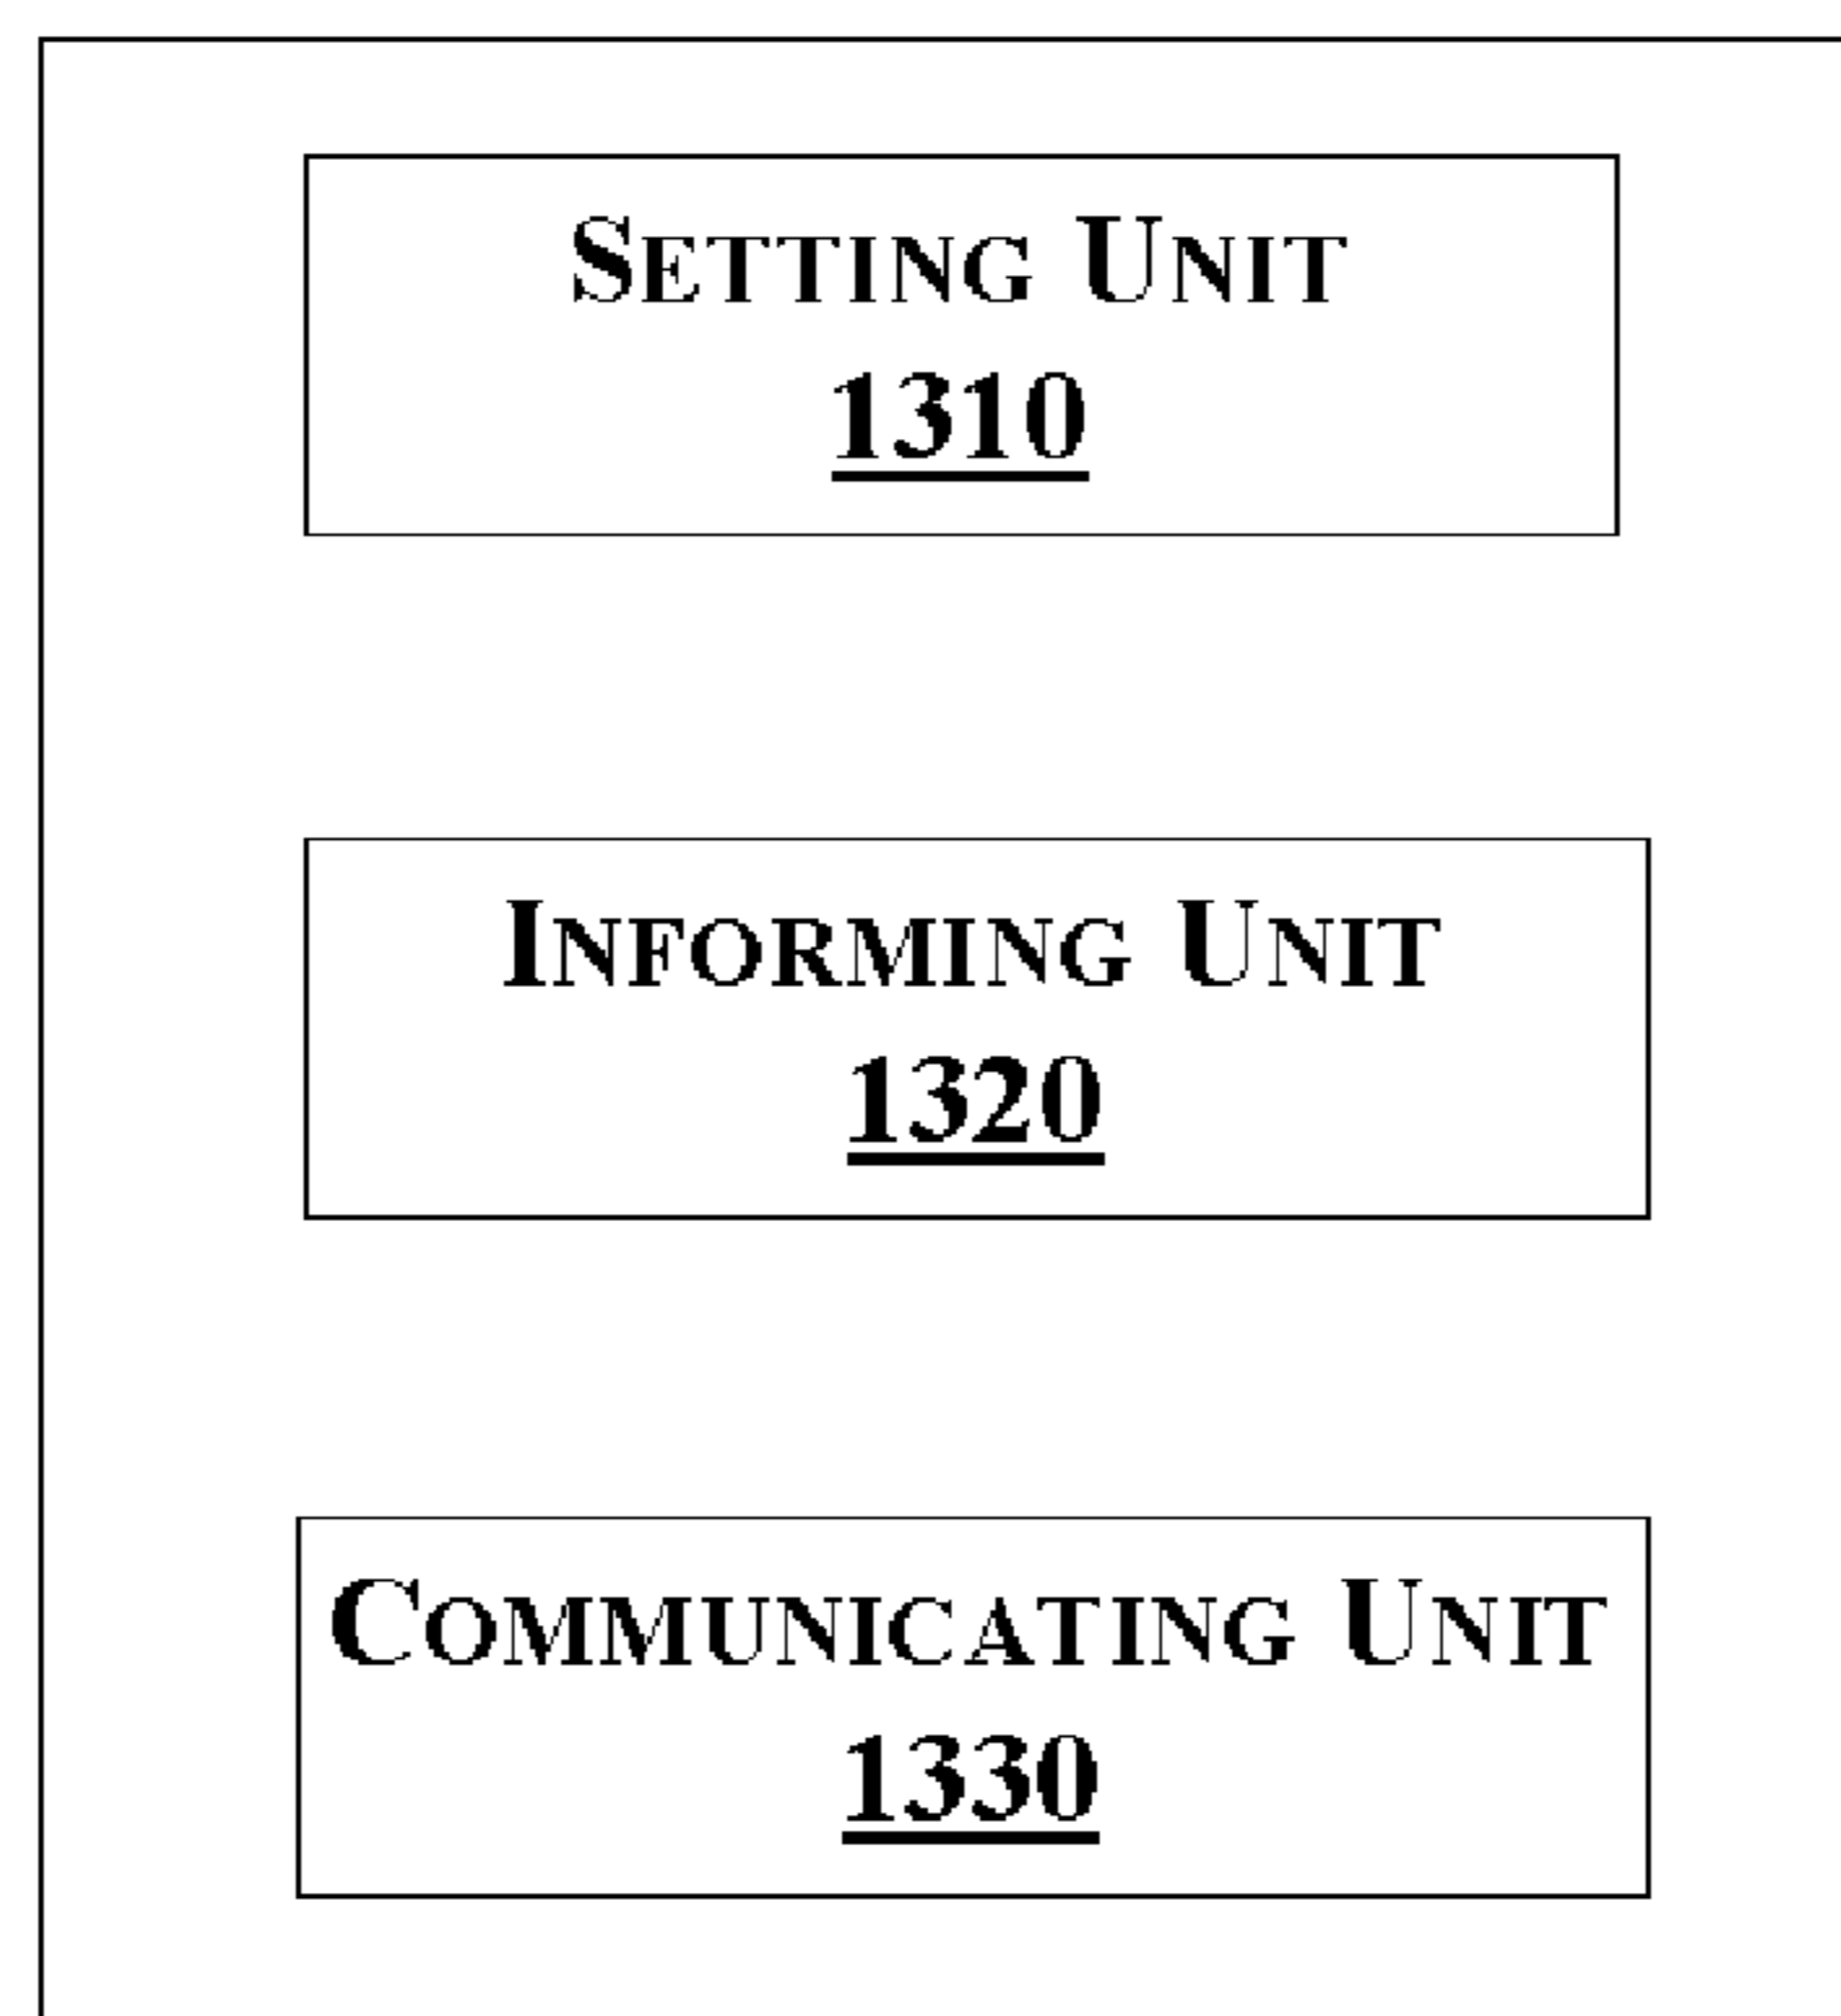 SETTING UNIT
1310
INFORMING UNIT
1320
COMMUNICATING UNIT
1330